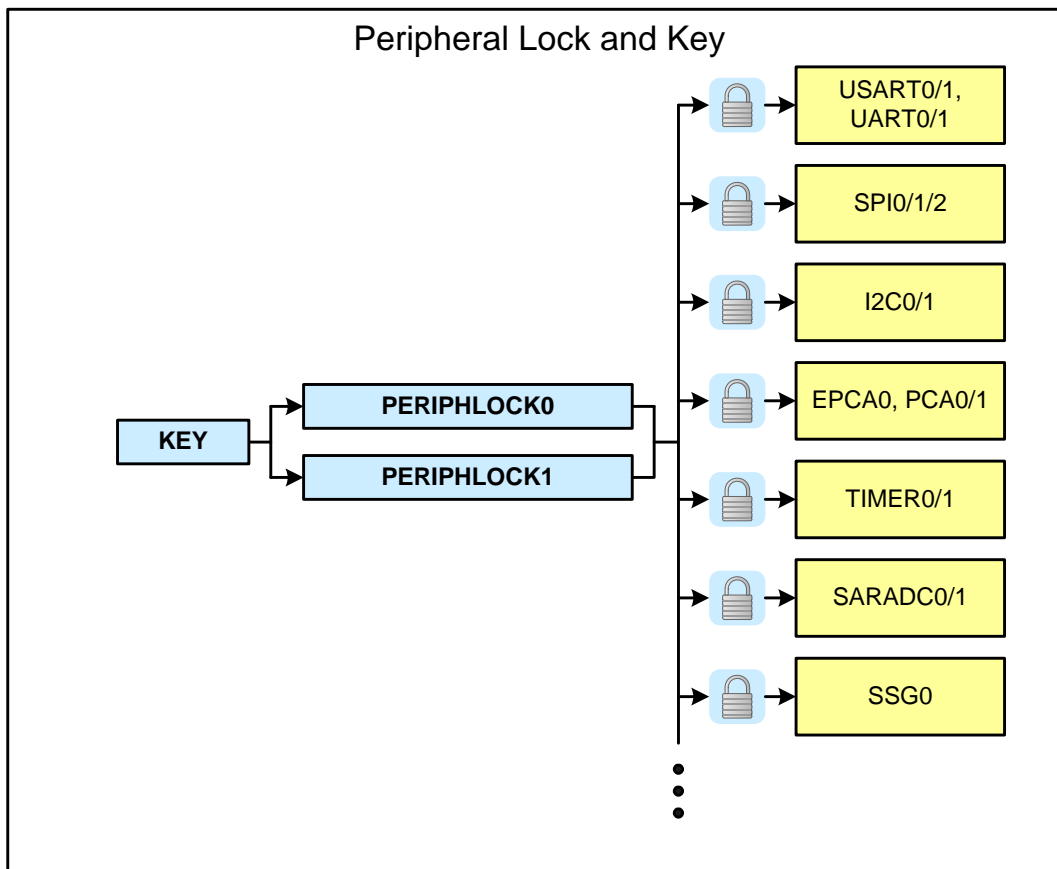 Peripheral Lock and Key
USART0/1,
UART0/1
SPI0/1/2
I2C0/1
EPCA0, PCA0/1
TIMER0/1
SARADC0/1
SSG0
KEY
PERIPHLOCK0
PERIPHLOCK1